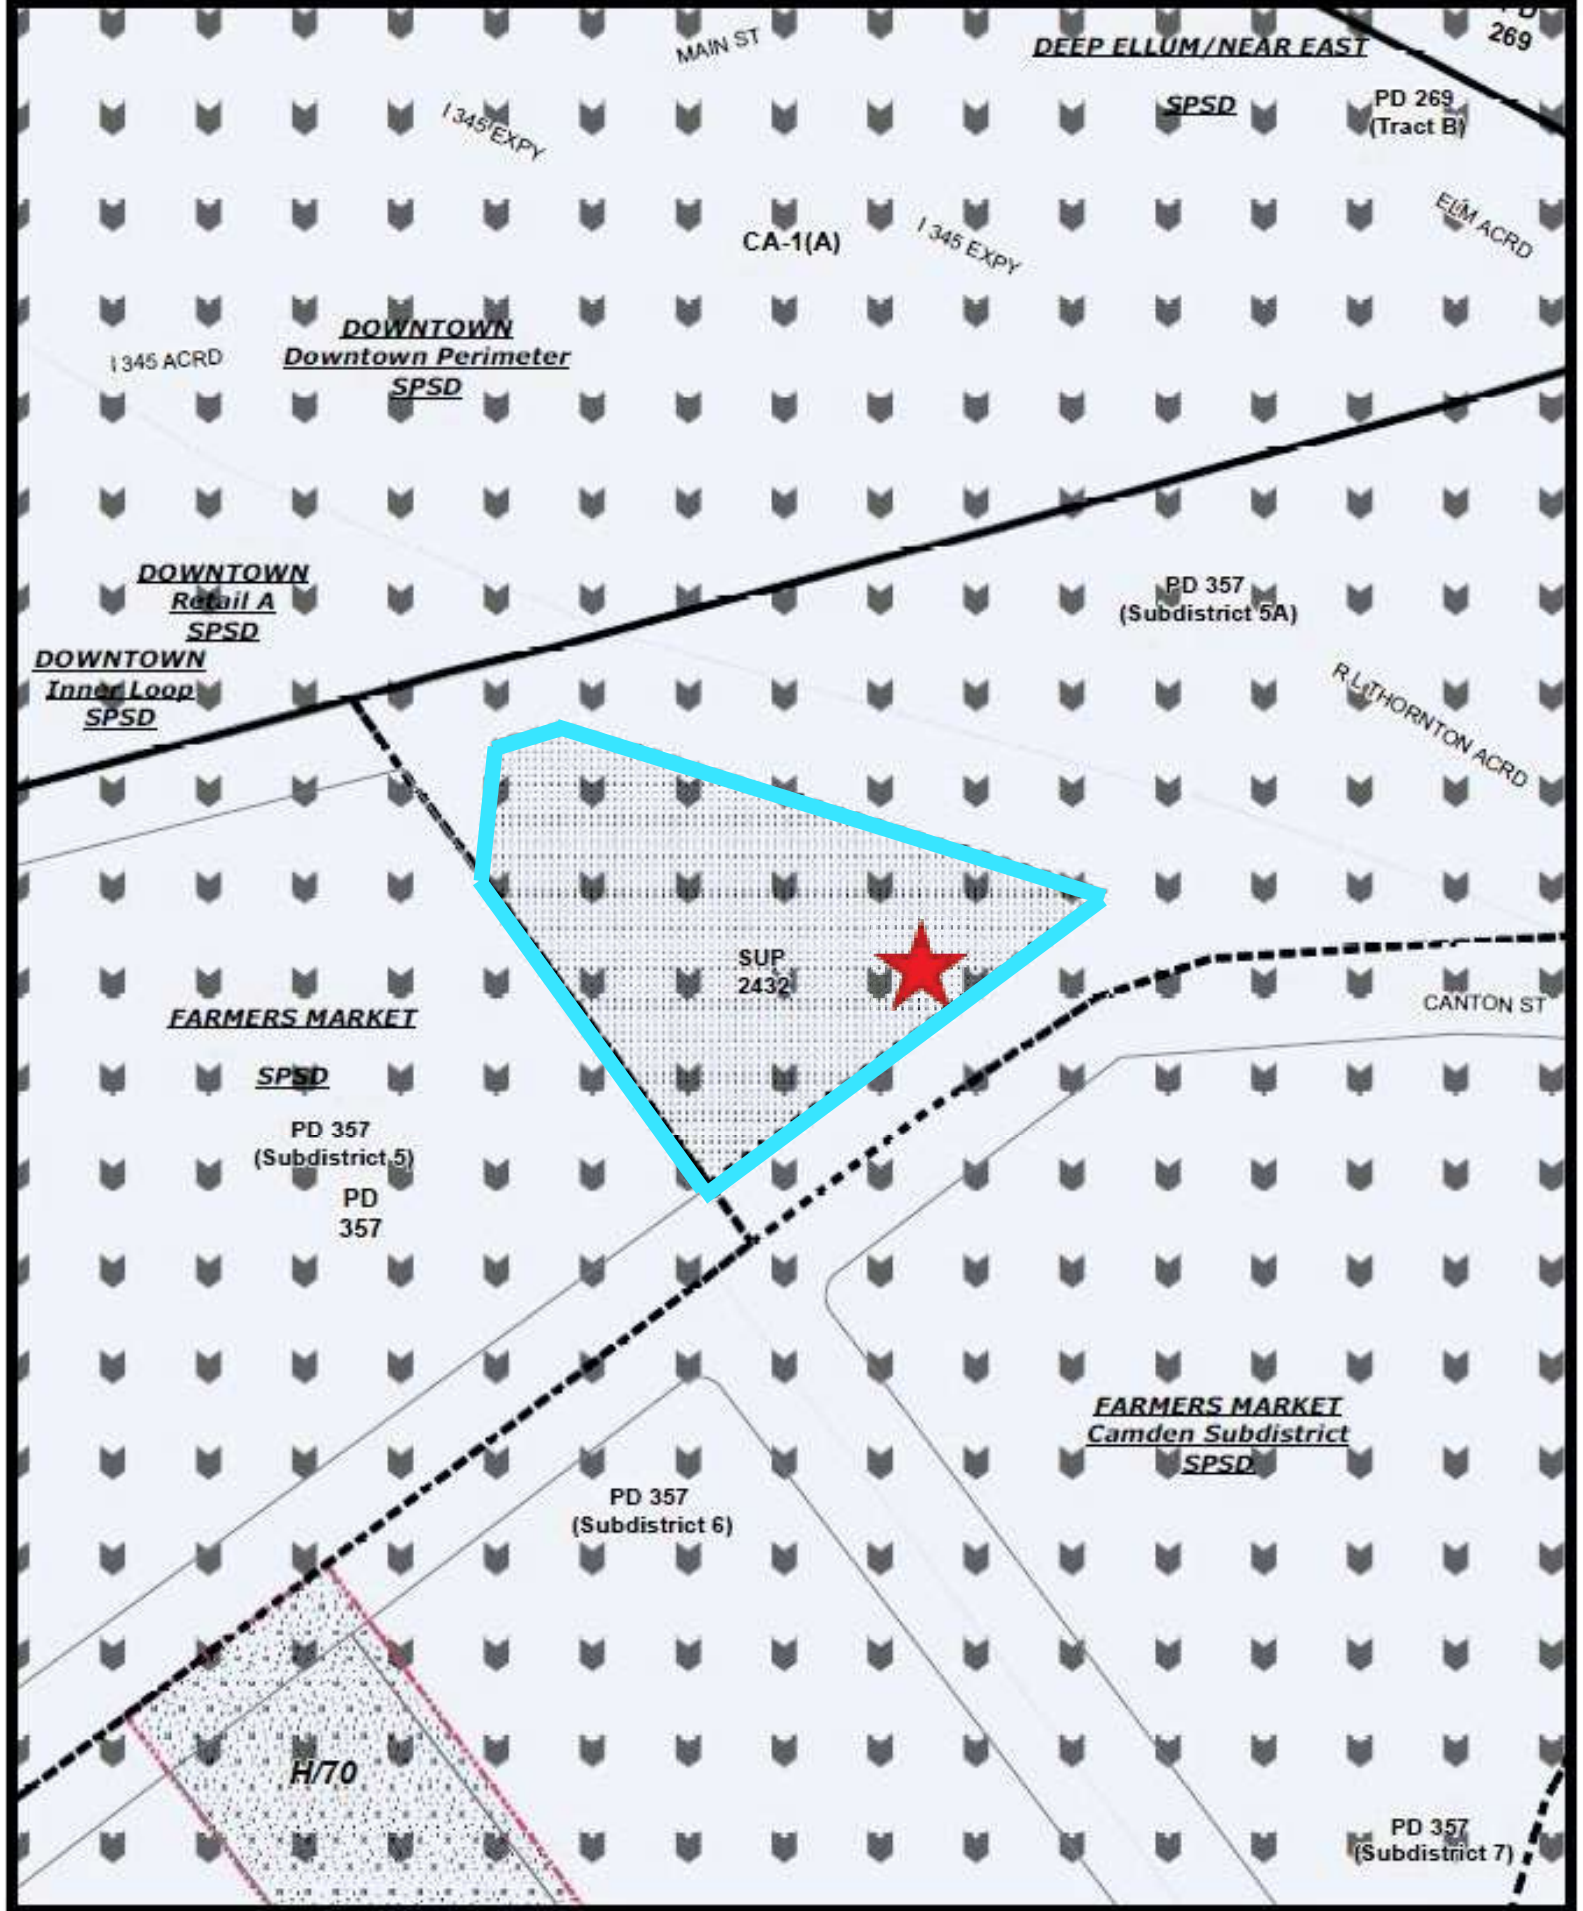 MAIN ST
DEEP ELLUM/NEAR EAST
SPSD
PD
269
PD 269
(Tract B)
I 345 EXPY
ELM ACRD
CA-1(A)
I 345 EXPY
DOWNTOWN
Downtown Perimeter
SPSD
I 345 ACRD
DOWNTOWN
Retail A
SPSD
PD 357
(Subdistrict 5A)
DOWNTOWN
Inner Loop
SPSD
R L THORNTON ACRD
SUP
2432
CANTON ST
FARMERS MARKET
SPSD
PD 357
(Subdistrict 5)
PD
357
FARMERS MARKET
Camden Subdistrict
SPSD
PD 357
(Subdistrict 6)
H/70
PD 357
(Subdistrict 7)